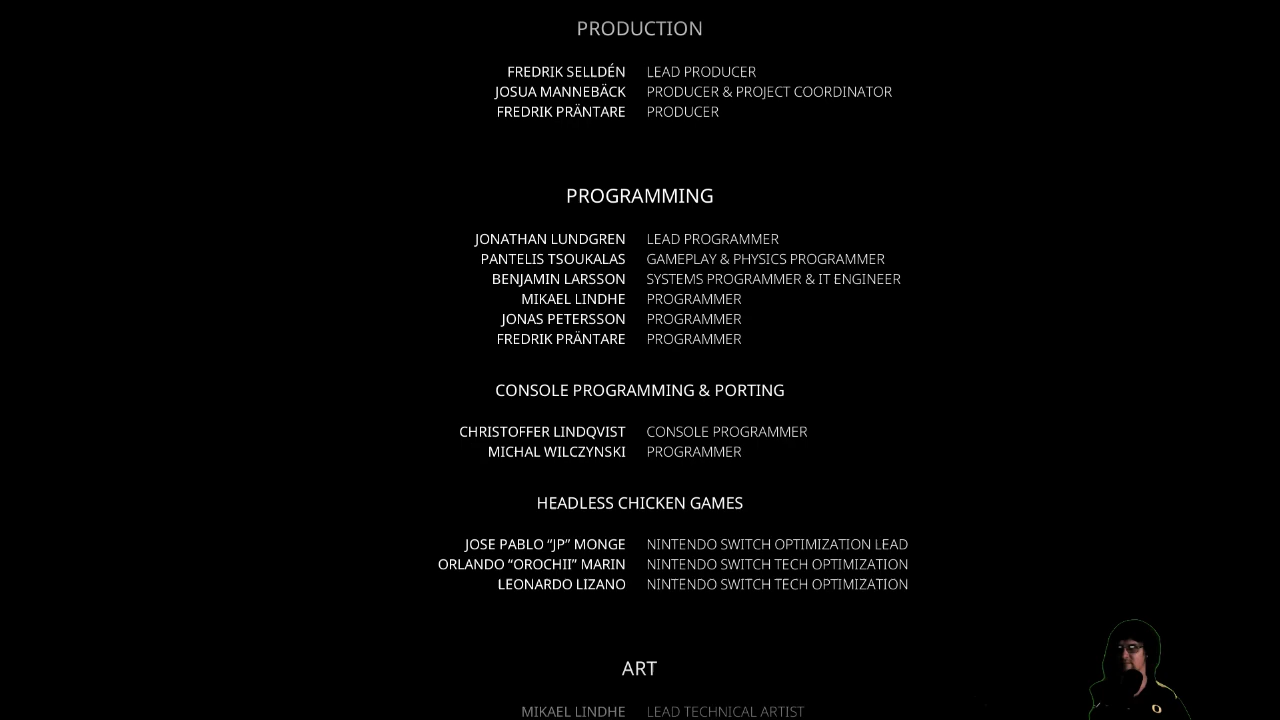 PRODUCTION
FREDRIK SELLDÉN LEAD PRODUCER
JOSUA MANNEBÄCK PRODUCER & PROJECT COORDINATOR
FREDRIK PRÄNTARE PRODUCER
PROGRAMMING
JONATHAN LUNDGREN LEAD PROGRAMMER
PANTELIS TSOUKALAS GAMEPLAY & PHYSICS PROGRAMMER
BENJAMIN LARSSON SYSTEMS PROGRAMMER & IT ENGINEER
MIKAEL LINDHE PROGRAMMER
JONAS PETERSSON PROGRAMMER
FREDRIK PRÄNTARE PROGRAMMER
CONSOLE PROGRAMMING & PORTING
CHRISTOFFER LINDQVIST CONSOLE PROGRAMMER
MICHAL WILCZYNSKI PROGRAMMER
HEADLESS CHICKEN GAMES
JOSE PABLO “JP” MONGE NINTENDO SWITCH OPTIMIZATION LEAD
ORLANDO “OROCHII” MARIN NINTENDO SWITCH TECH OPTIMIZATION
LEONARDO LIZANO NINTENDO SWITCH TECH OPTIMIZATION
ART
MIKAEL LINDHE LEAD TECHNICAL ARTIST